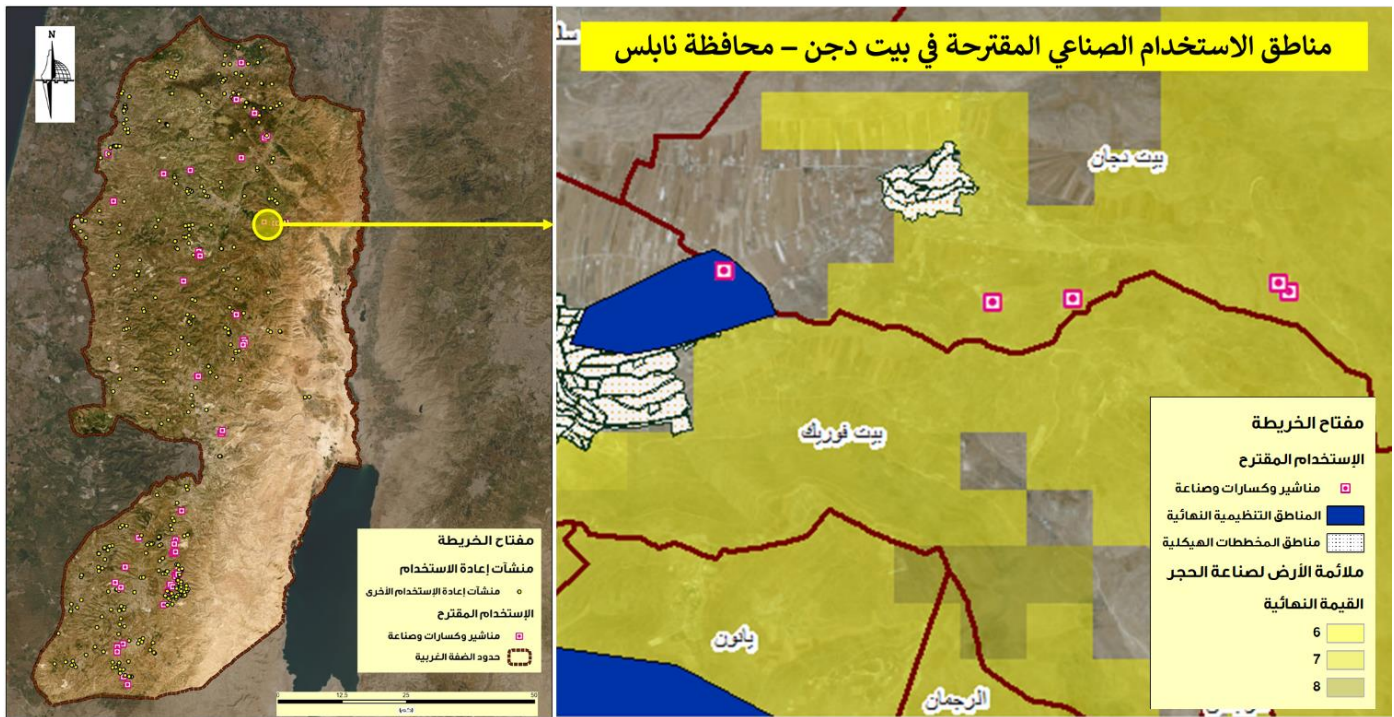 مناطق الاستخدام الصناعي المقترحة في بيت دجن – محافظة نابلس
N
بيت دجان
بيت فوريك
يانون
الرجمان
مفتاح الخريطة
الإستخدام المقترح
مناشير وكسارات وصناعة
المناطق التنظيمية النهائية
مناطق المخططات الهيكلية
ملائمة الأرض لصناعة الحجر
القيمة النهائية
6
7
8
مفتاح الخريطة
منشآت إعادة الاستخدام
منشآت إعادة الإستخدام الأخرى
الإستخدام المقترح
مناشير وكسارات وصناعة
حدود الضفة الغربية
0 12.5 25 50